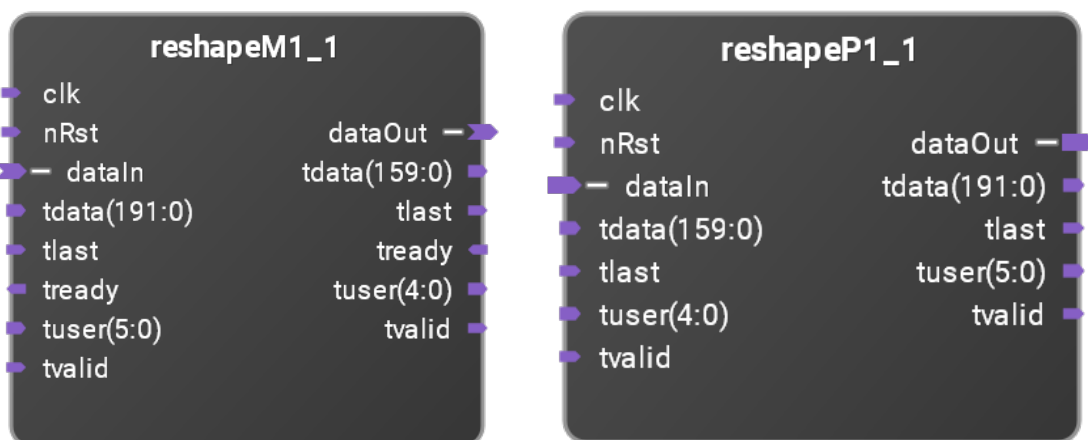 reshapeM1_1
clk
nRst
dataOut
dataIn
tdata(159:0)
tdata(191:0)
tlast
tlast
tready
tready
tuser(4:0)
tuser(5:0)
tvalid
tvalid
reshapeP1_1
clk
nRst
dataOut
dataIn
tdata(191:0)
tdata(159:0)
tlast
tlast
tuser(5:0)
tuser(4:0)
tvalid
tvalid